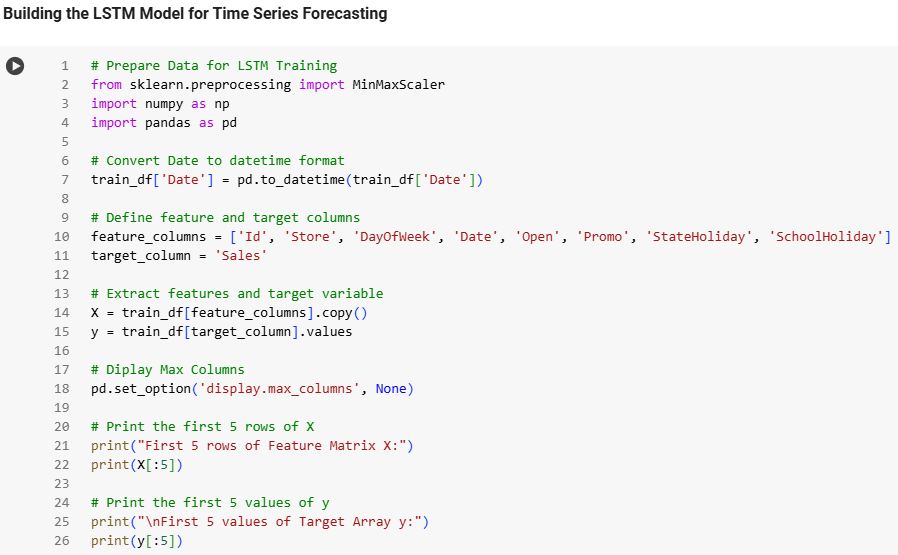 Building the LSTM Model for Time Series Forecasting
1 # Prepare Data for LSTM Training
2 from sklearn.preprocessing import MinMaxScaler
3 import numpy as np
4 import pandas as pd
5
6 # Convert Date to datetime format
7 train_df['Date'] = pd.to_datetime(train_df['Date'])
8
9 # Define feature and target columns
10 feature_columns = ['Id', 'Store', 'DayOfWeek', 'Date', 'Open', 'Promo', 'StateHoliday', 'SchoolHoliday']
11 target_column = 'Sales'
12
13 # Extract features and target variable
14 X = train_df[feature_columns].copy()
15 y = train_df[target_column].values
16
17 # Diplay Max Columns
18 pd.set_option('display.max_columns', None)
19
20 # Print the first 5 rows of X
21 print("First 5 rows of Feature Matrix X:")
22 print(X[:5])
23
24 # Print the first 5 values of y
25 print("\nFirst 5 values of Target Array y:")
26 print(y[:5])